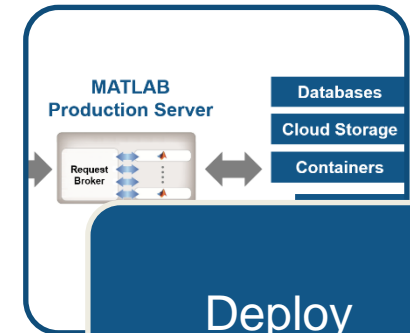 MATLAB
Production Server
Request
Broker
Databases
Cloud Storage
Containers
Deploy